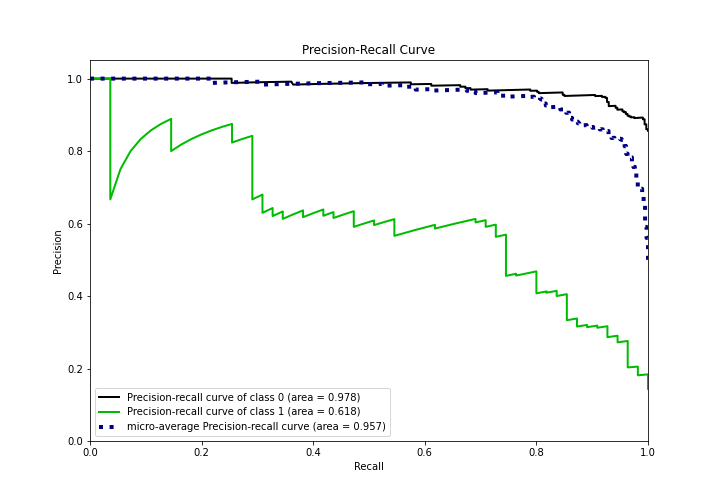 Precision-Recall Curve
1.0
0.8
0.6
0.4
0.2
0.0
Precision
Precision-recall curve of class 0 (area = 0.978)
Precision-recall curve of class 1 (area = 0.618)
micro-average Precision-recall curve (area = 0.957)
0.0 0.2 0.4 0.6 0.8 1.0
Recall